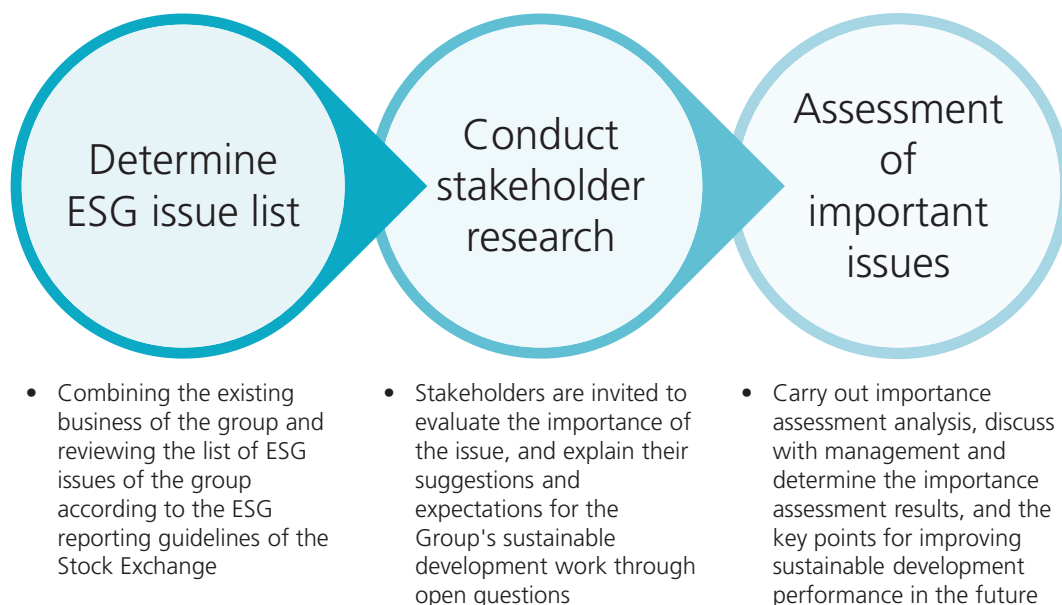 Determine
ESG issue list
Conduct
stakeholder
research
Assessment
of
important
issues
• Combining the existing
business of the group and
reviewing the list of ESG
issues of the group
according to the ESG
reporting guidelines of the
Stock Exchange
• Stakeholders are invited to
evaluate the importance of
the issue, and explain their
suggestions and
expectations for the
Group's sustainable
development work through
open questions
• Carry out importance
assessment analysis, discuss
with management and
determine the importance
assessment results, and the
key points for improving
sustainable development
performance in the future